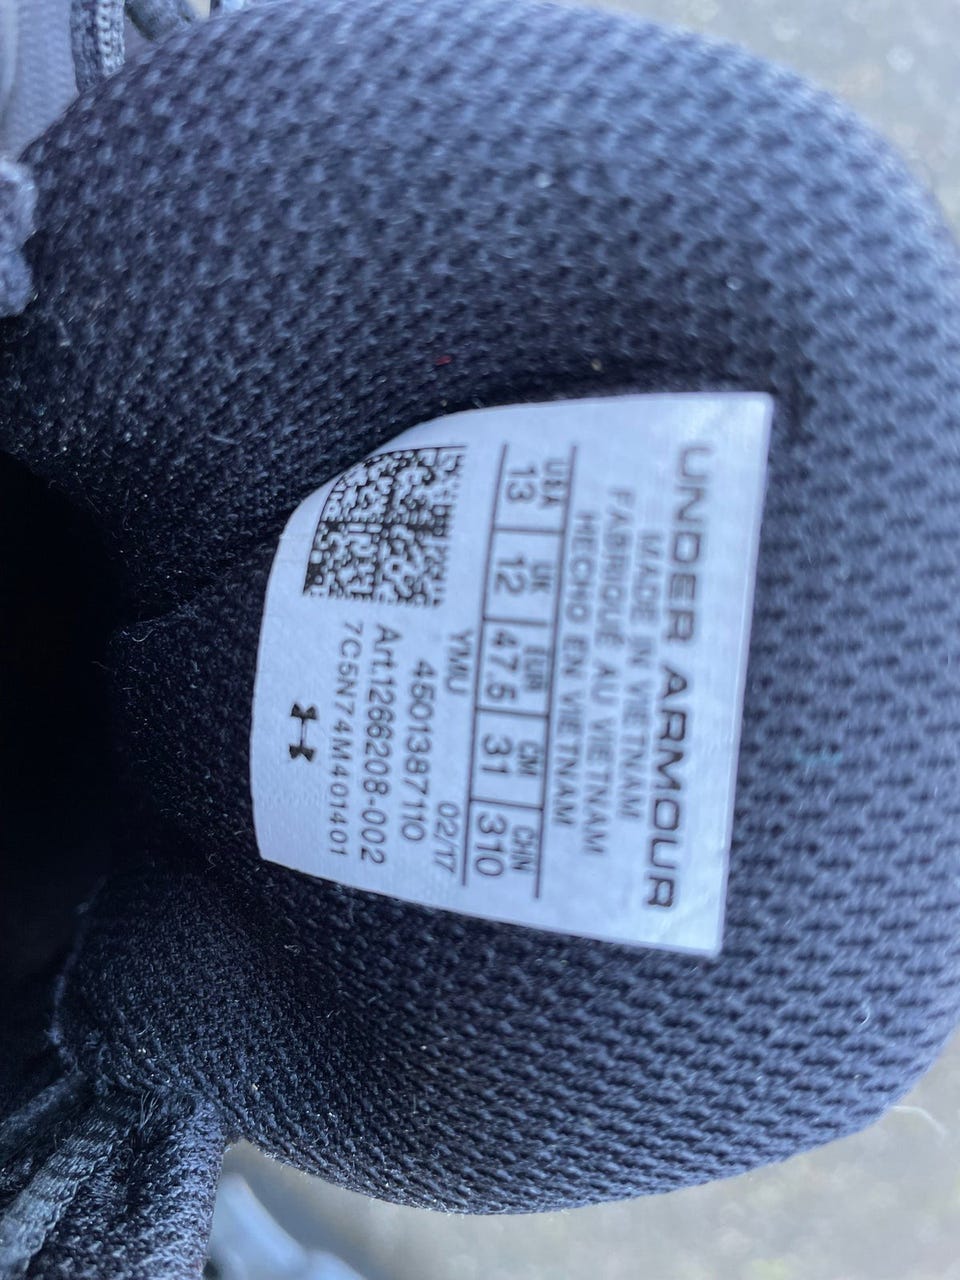 UNDER ARMOUR
MADE IN VIETNAM
FABRIQUÉ AU VIETNAM
HECHO EN VIETNAM
USA UK EUR CM CHN
13 12 47.5 31 310
YIMU 02/17
4501387110
Art.1266208-002
7C5N74M401401